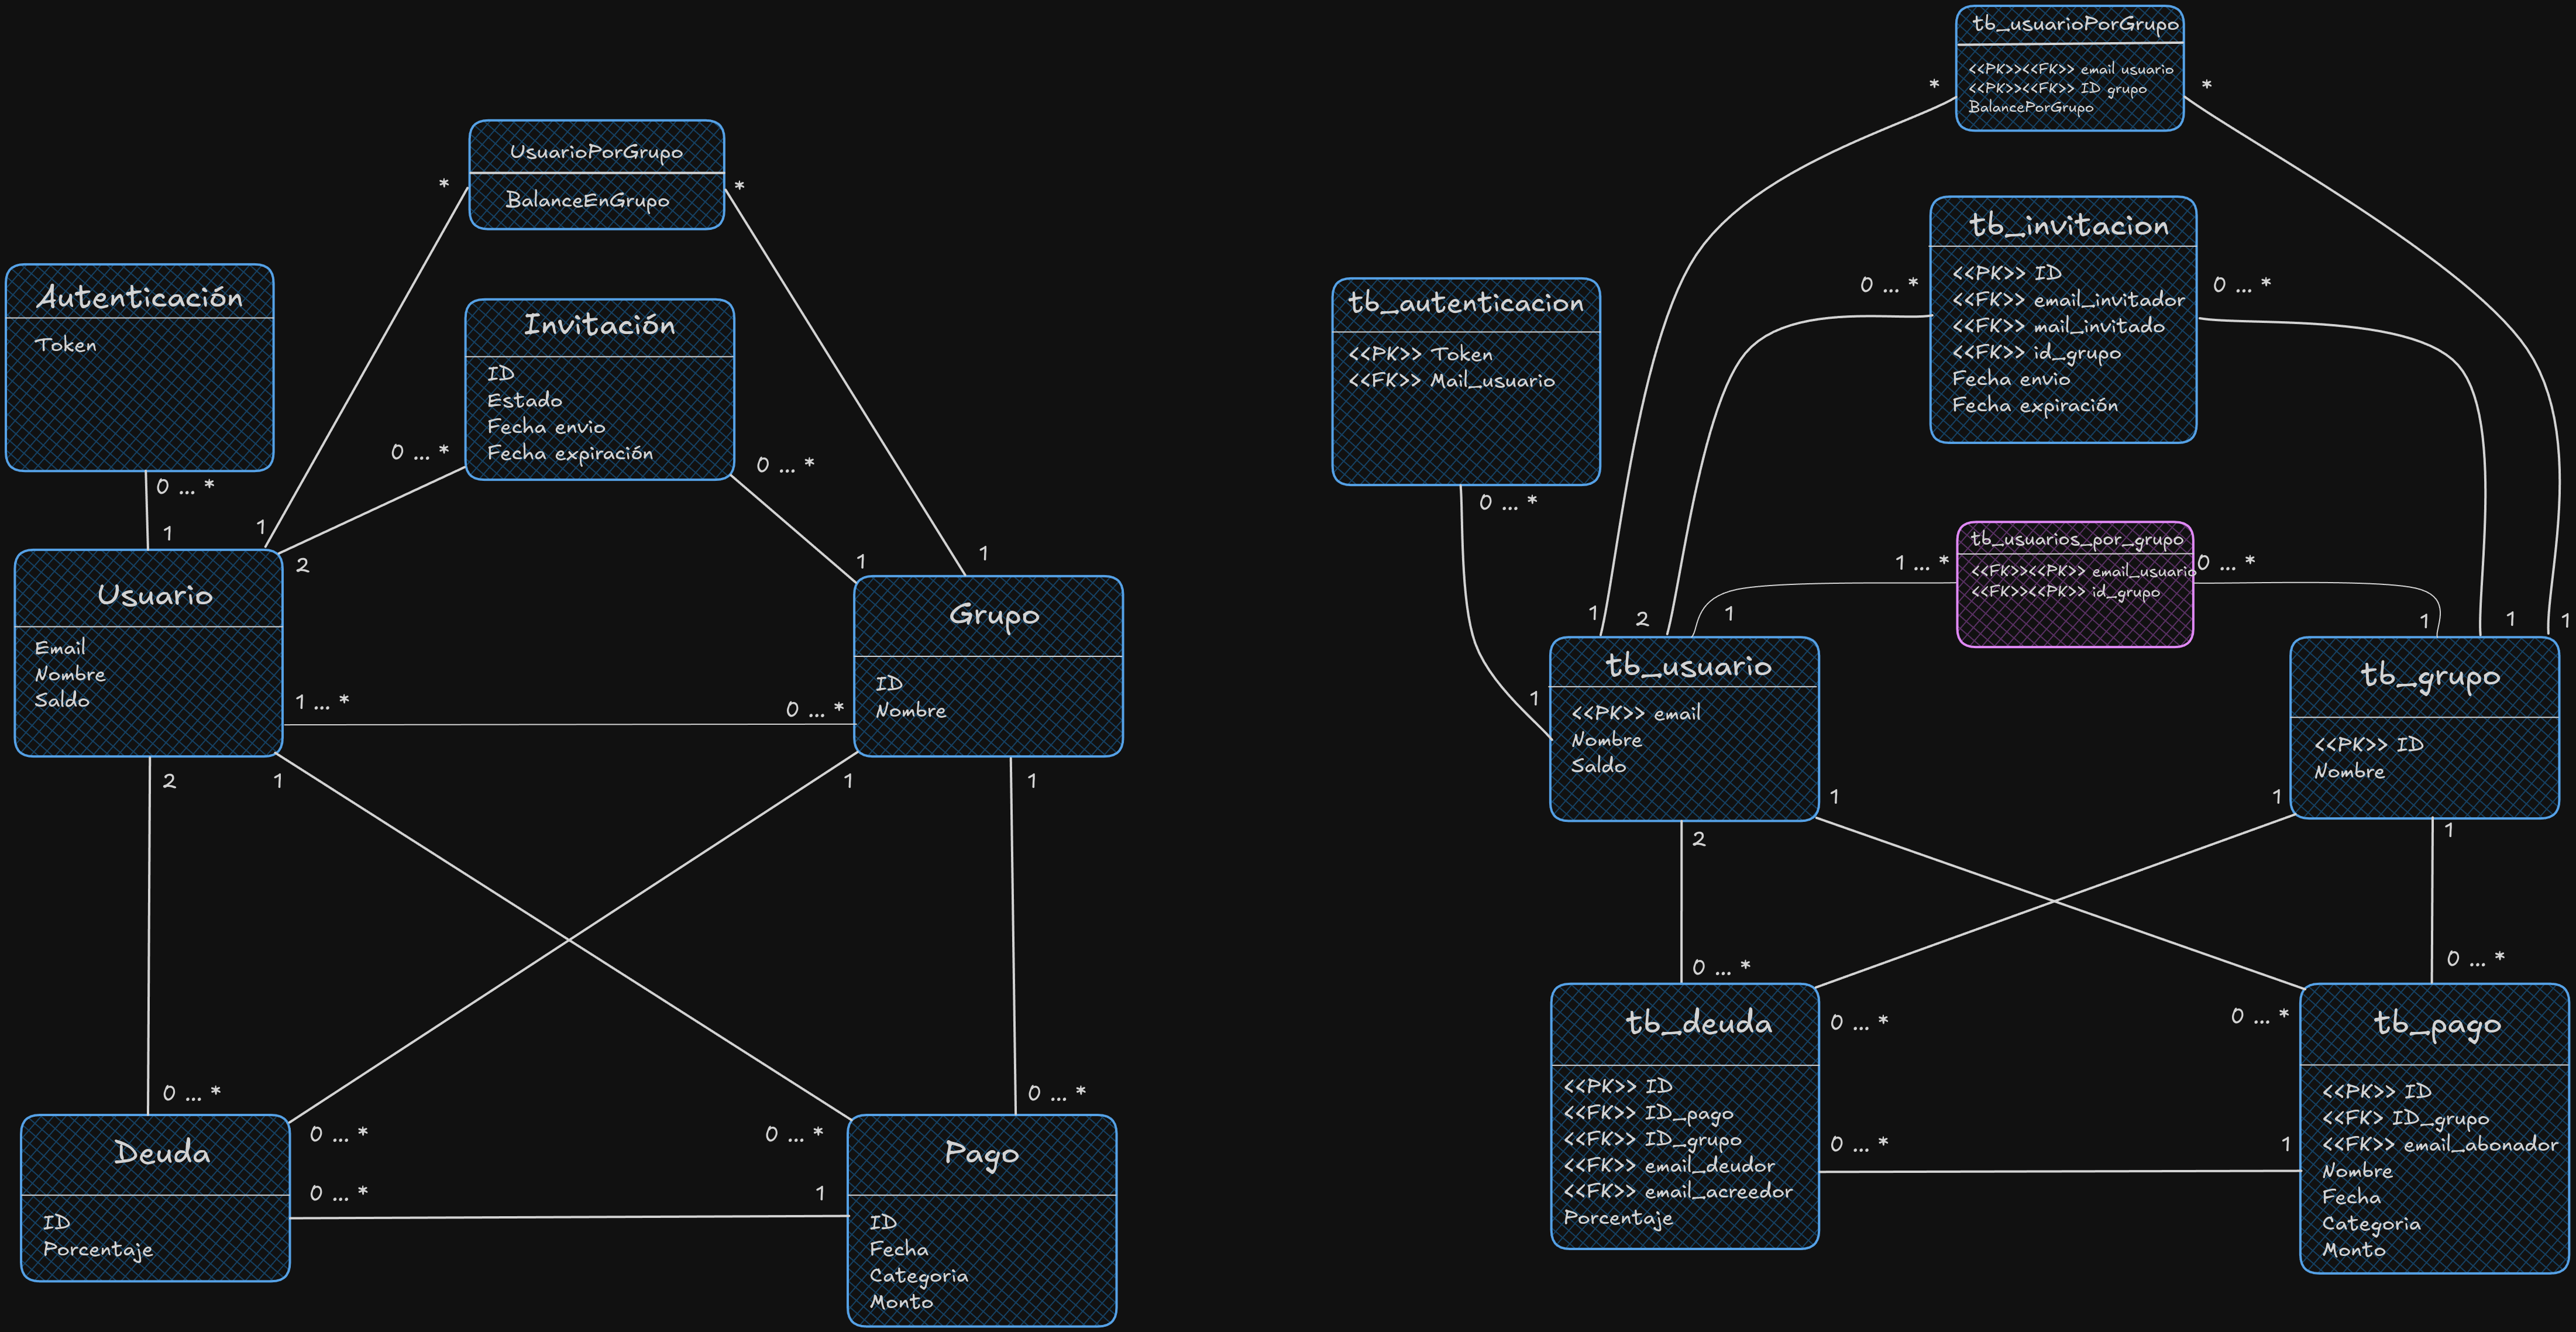 UsuarioPorGrupo
BalanceEnGrupo
*
*
Autenticación
Token
0 ... *
1
Invitación
ID
Estado
Fecha envio
Fecha expiración
0 ... *
0 ... *
1
2
1
1
Usuario
Email
Nombre
Saldo
1 ... *
0 ... *
Grupo
ID
Nombre
2
1
1
1
0 ... *
0 ... *
0 ... *
0 ... *
Deuda
ID
Porcentaje
0 ... *
1
Pago
ID
Fecha
Categoria
Monto
tb_usuarioPorGrupo
<<PK>><<FK>> email usuario
<<PK>><<FK>> ID grupo
BalancePorGrupo
*
*
tb_invitacion
<<PK>> ID
<<FK>> email_invitador
<<FK>> mail_invitado
<<FK>> id_grupo
Fecha envio
Fecha expiración
0 ... *
0 ... *
tb_autenticacion
<<PK>> Token
<<FK>> Mail_usuario
0 ... *
tb_usuarios_por_grupo
<<FK>><<PK>> email_usuario
<<FK>><<PK>> id_grupo
1 ... *
0 ... *
1
2
1
1
1
1
1
tb_usuario
<<PK>> email
Nombre
Saldo
tb_grupo
<<PK>> ID
Nombre
1
1
2
1
0 ... *
0 ... *
0 ... *
0 ... *
tb_deuda
<<PK>> ID
<<FK>> ID_pago
<<FK>> ID_grupo
<<FK>> email_deudor
<<FK>> email_acreedor
Porcentaje
0 ... *
1
tb_pago
<<PK>> ID
<<FK> ID_grupo
<<FK>> email_abonador
Nombre
Fecha
Categoria
Monto